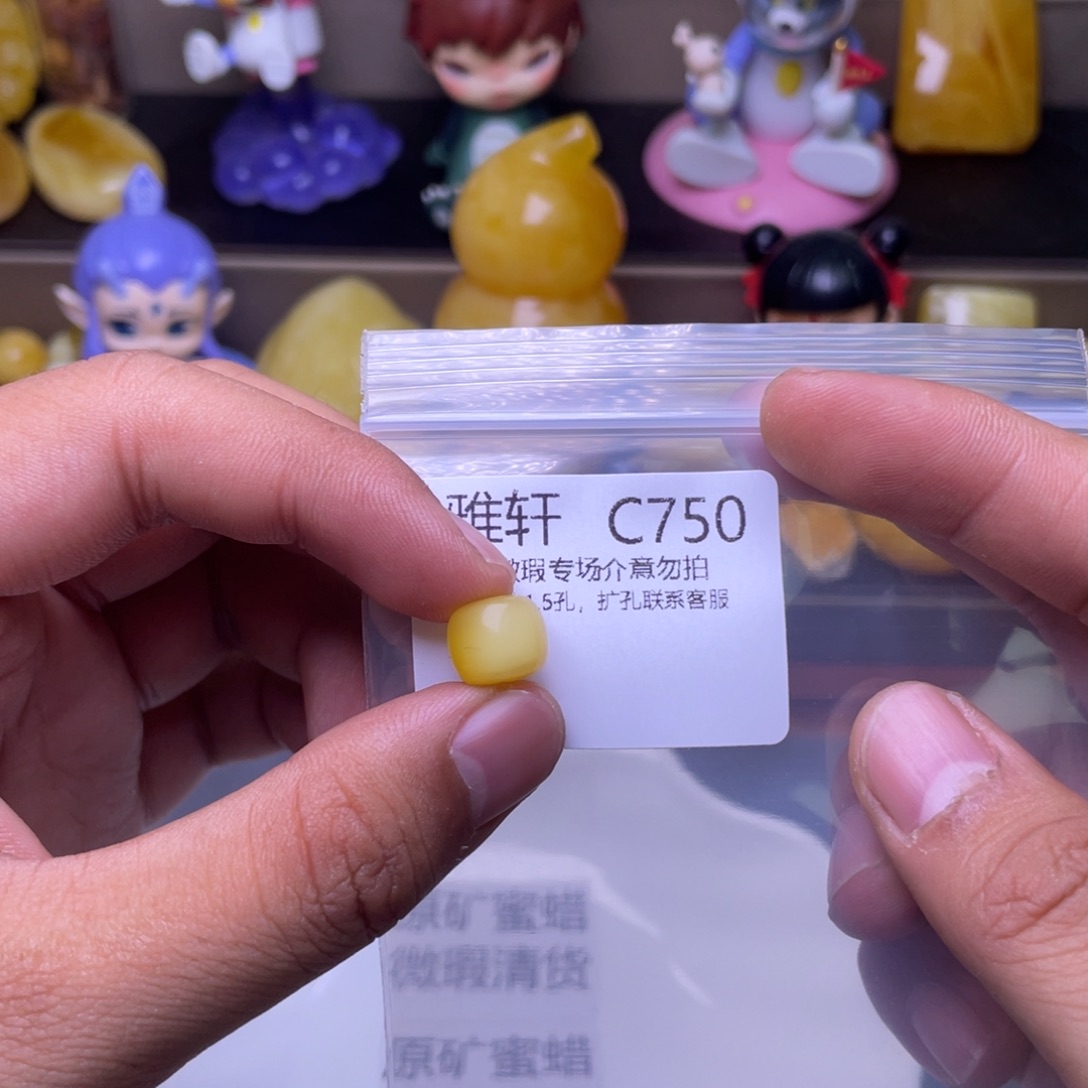 雅轩 C750
瑕专场介意勿拍
1.5孔，扩孔联系客服
原矿蜜蜡
微瑕清货
原矿蜜蜡